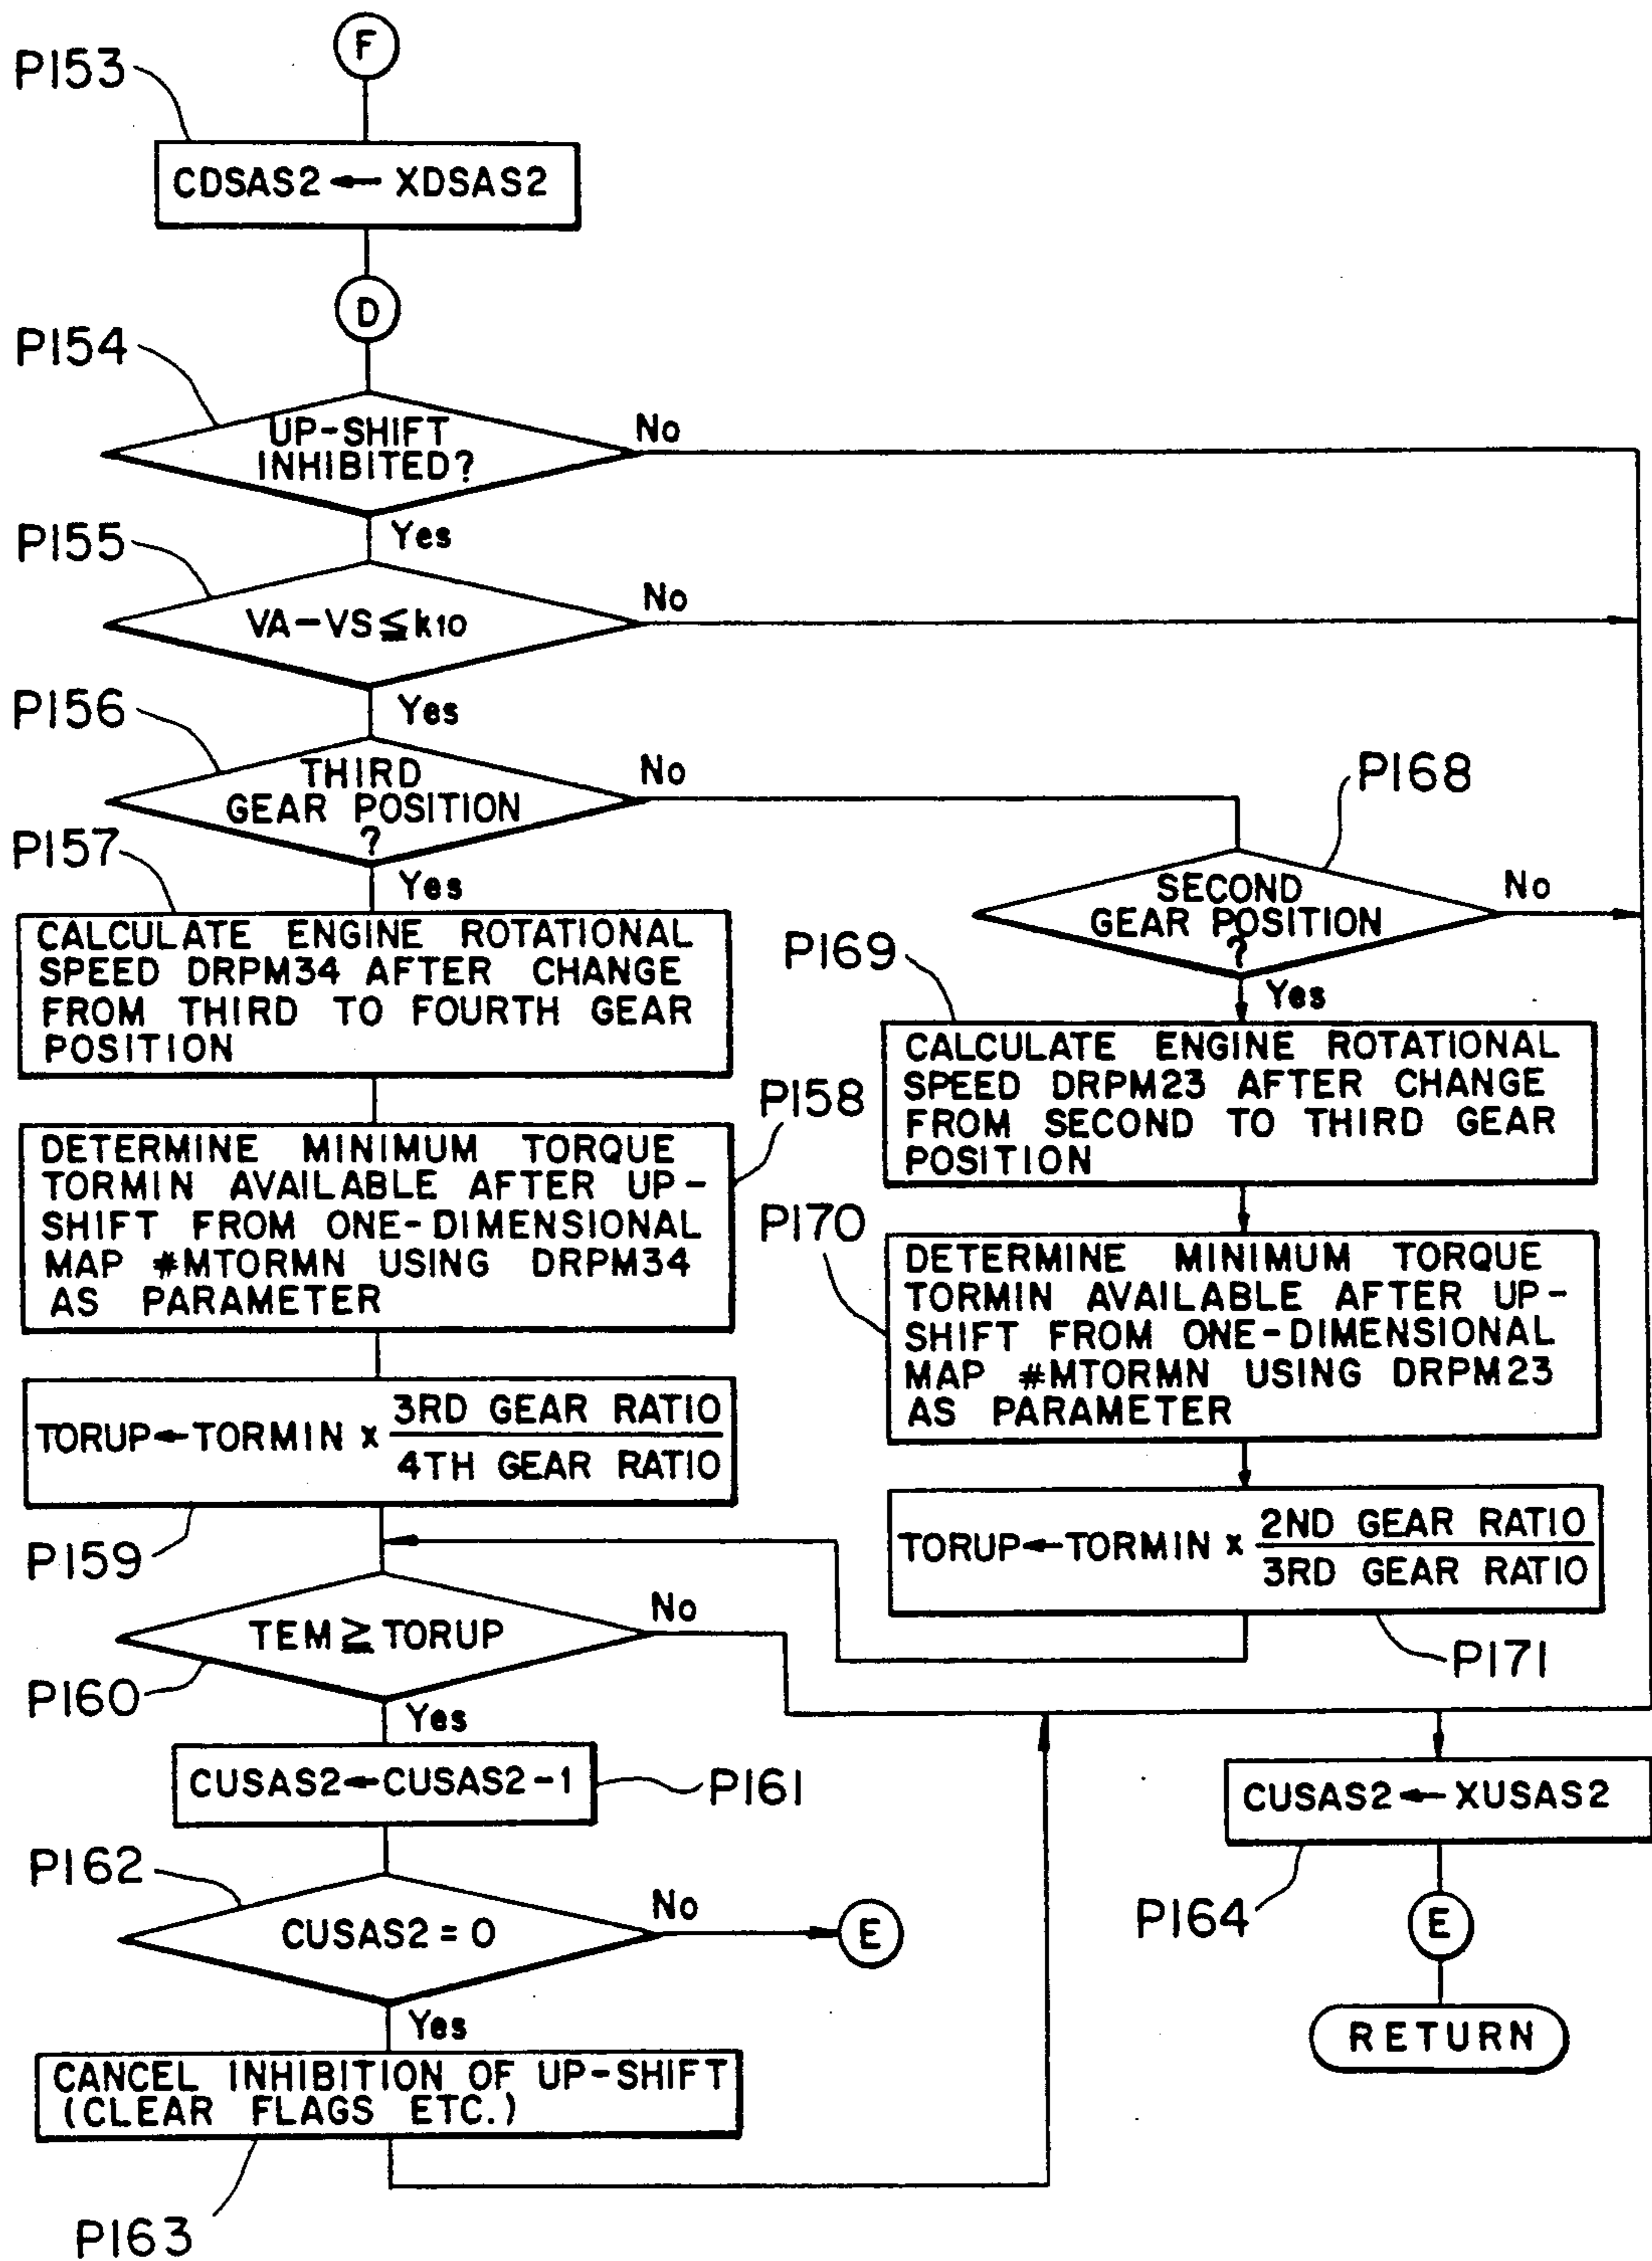 F
P153
CDSAS2 ← XDSAS2
D
P154
UP-SHIFT
INHIBITED?
No
Yes
P155
VA-VS≦k10
No
Yes
P156
THIRD
GEAR POSITION
?
No
Yes
P168
SECOND
GEAR POSITION
?
No
Yes
P157
CALCULATE ENGINE ROTATIONAL
SPEED DRPM34 AFTER CHANGE
FROM THIRD TO FOURTH GEAR
POSITION
P169
CALCULATE ENGINE ROTATIONAL
SPEED DRPM23 AFTER CHANGE
FROM SECOND TO THIRD GEAR
POSITION
P158
DETERMINE MINIMUM TORQUE
TORMIN AVAILABLE AFTER UP-
SHIFT FROM ONE-DIMENSIONAL
MAP #MTORMN USING DRPM34
AS PARAMETER
P170
DETERMINE MINIMUM TORQUE
TORMIN AVAILABLE AFTER UP-
SHIFT FROM ONE-DIMENSIONAL
MAP #MTORMN USING DRPM23
AS PARAMETER
TORUP←TORMIN x 3RD GEAR RATIO
4TH GEAR RATIO
P159
TORUP←TORMIN x 2ND GEAR RATIO
3RD GEAR RATIO
P171
TEM≧TORUP
No
P160
Yes
CUSAS2←CUSAS2-1
P161
CUSAS2 ← XUSAS2
P164
P162
CUSAS2=0
No
E
Yes
E
RETURN
CANCEL INHIBITION OF UP-SHIFT
(CLEAR FLAGS ETC.)
P163